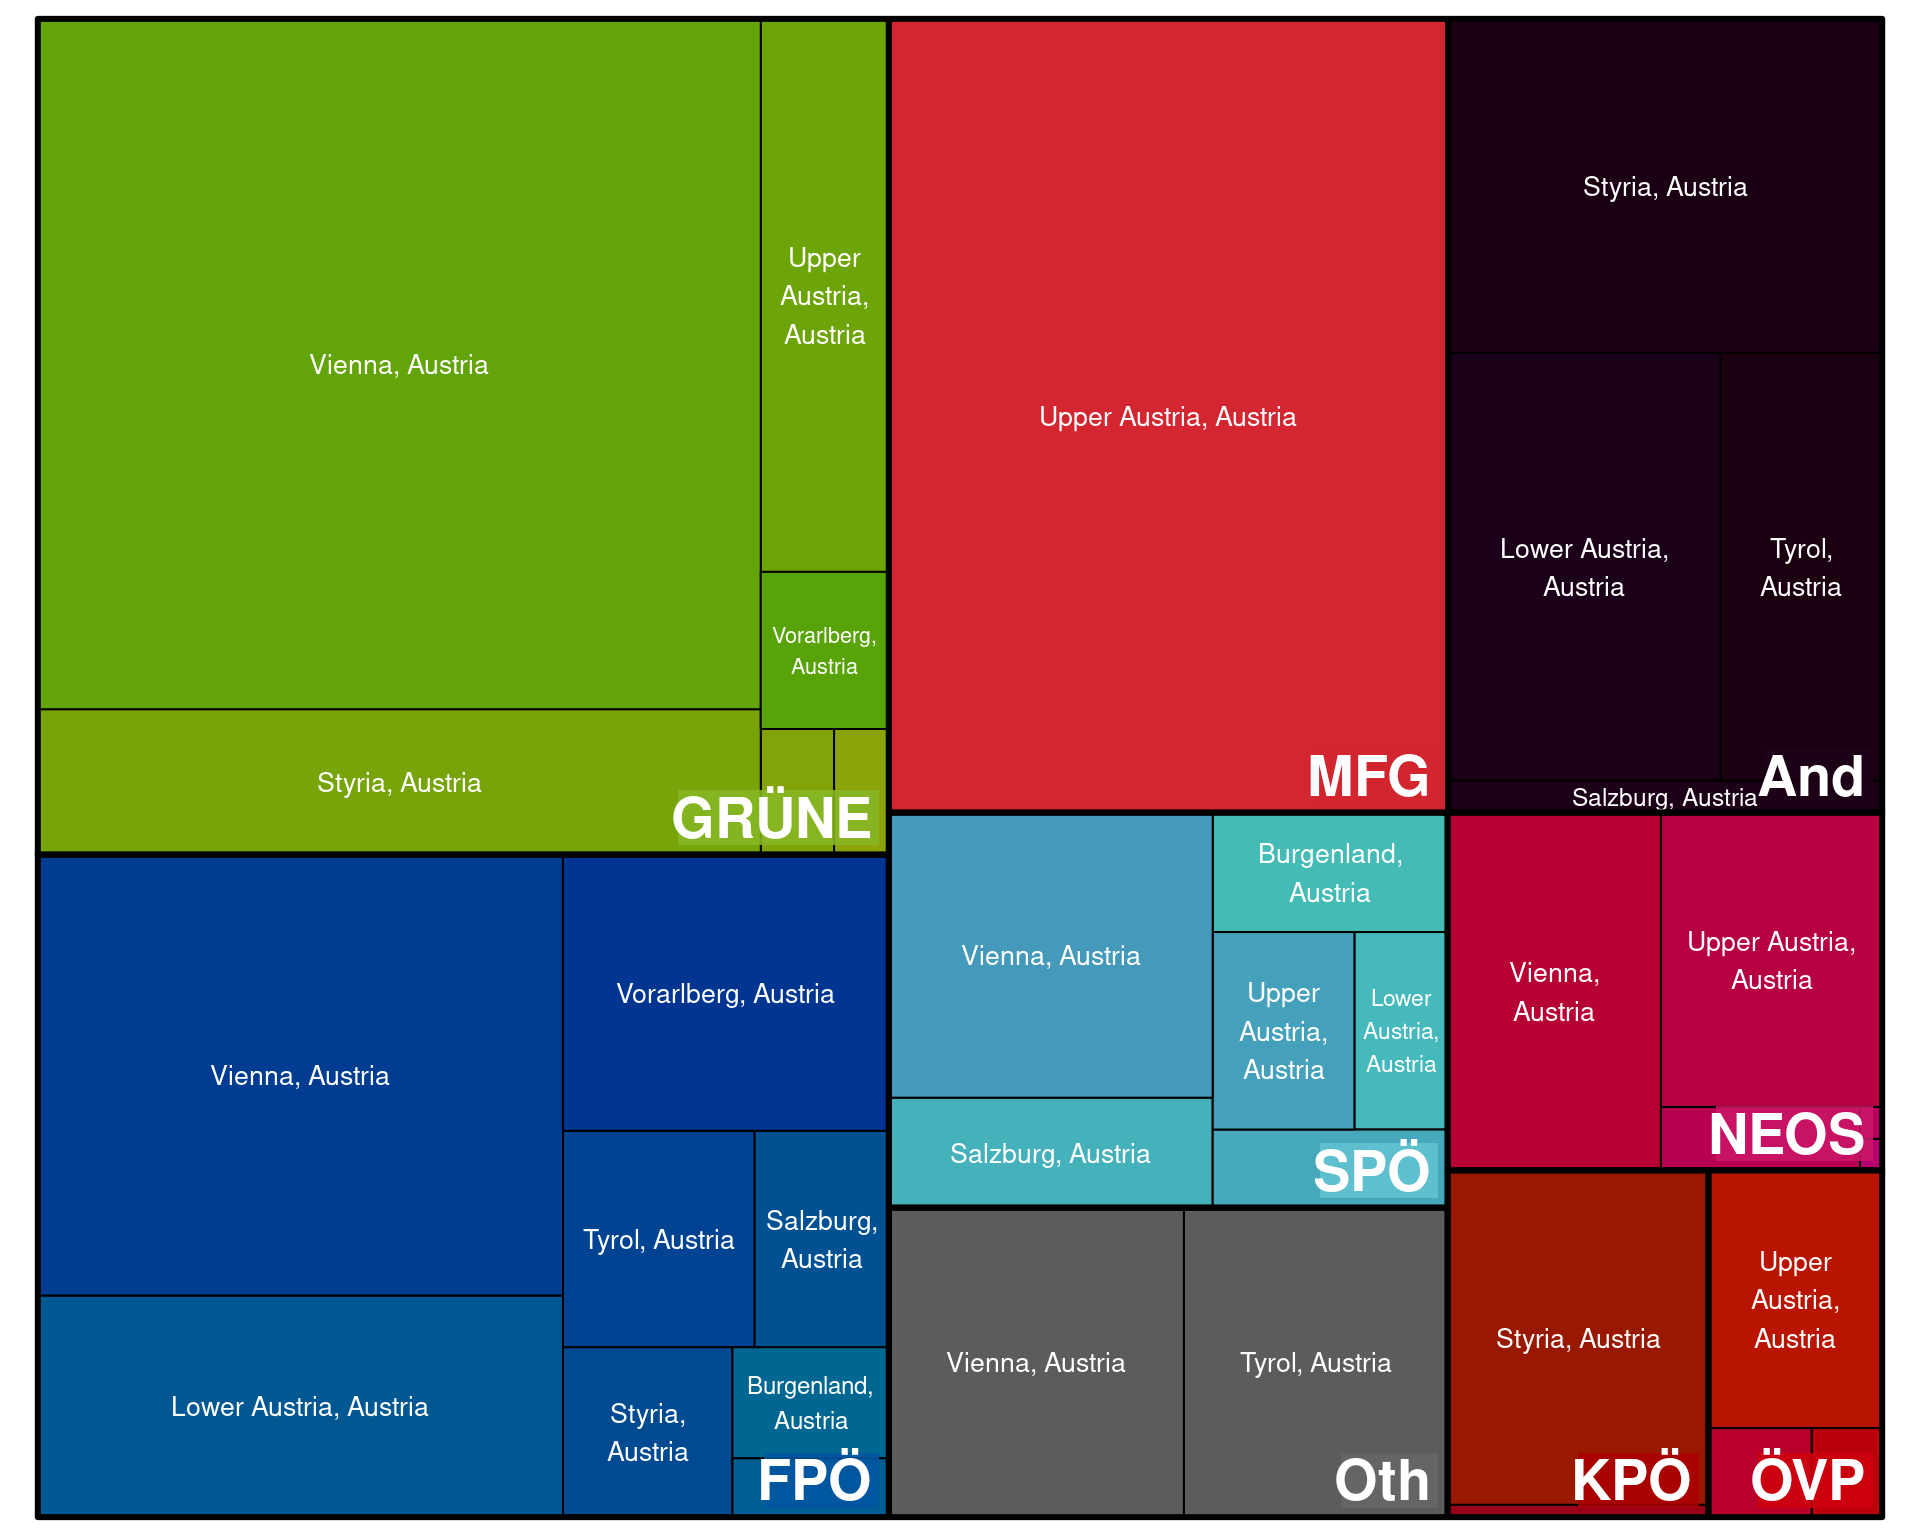 Vienna, Austria
Upper
Austria,
Austria
Vorarlberg,
Austria
Styria, Austria
GRÜNE
Upper Austria, Austria
MFG
Styria, Austria
Lower Austria,
Austria
Tyrol,
Austria
Salzburg, Austria
And
Vienna, Austria
Vorarlberg, Austria
Tyrol, Austria
Salzburg,
Austria
Lower Austria, Austria
Styria,
Austria
Burgenland,
Austria
FPÖ
Vienna, Austria
Burgenland,
Austria
Upper
Austria,
Austria
Lower
Austria,
Austria
Salzburg, Austria
SPÖ
Vienna,
Austria
Upper Austria,
Austria
NEOS
Vienna, Austria
Tyrol, Austria
Oth
Styria, Austria
KPÖ
Upper
Austria,
Austria
ÖVP